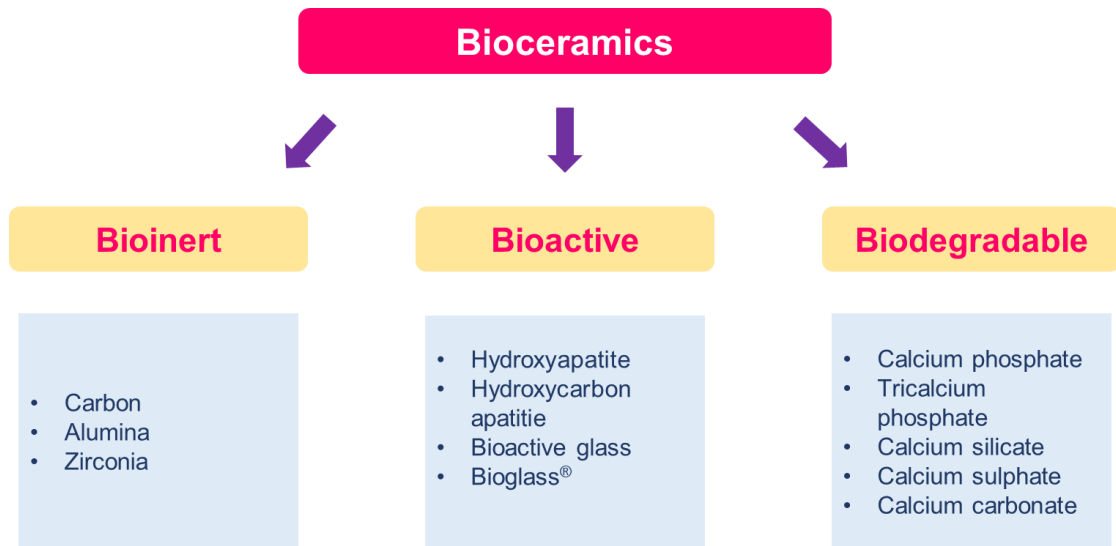 Bioceramics
Bioinert
Bioactive
Biodegradable
• Carbon
• Alumina
• Zirconia
• Hydroxyapatite
• Hydroxycarbon
apatitie
• Bioactive glass
• Bioglass®
• Calcium phosphate
• Tricalcium
phosphate
• Calcium silicate
• Calcium sulphate
• Calcium carbonate